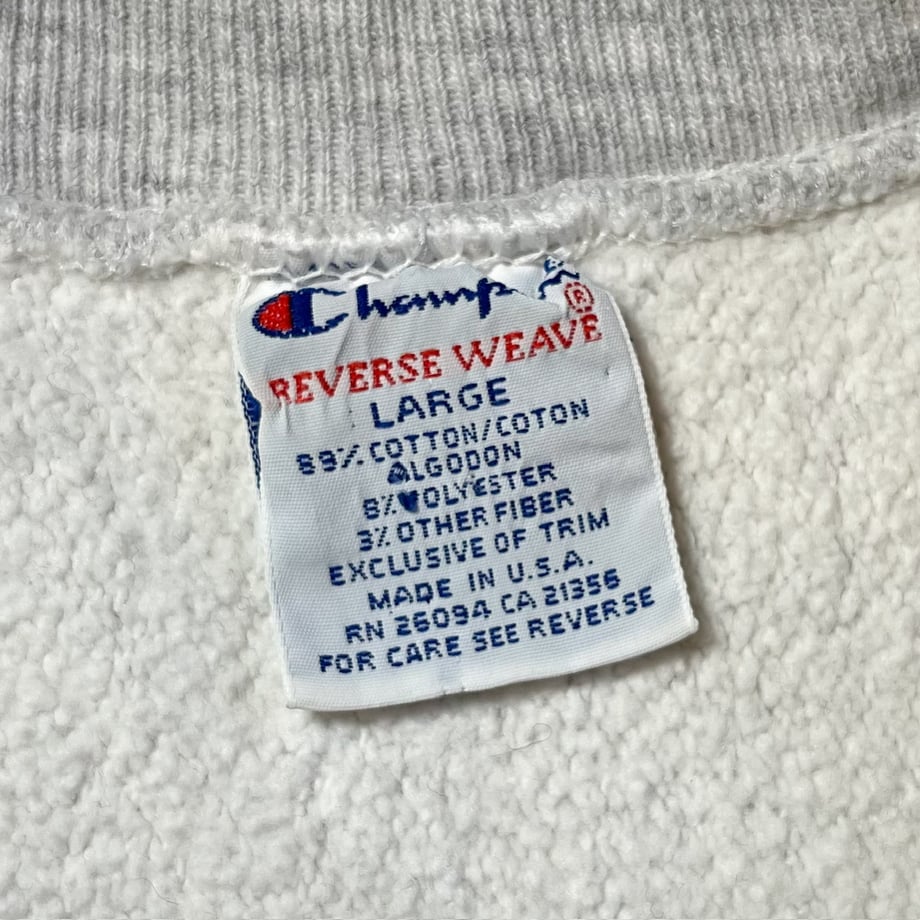 Champ ®
REVERSE WEAVE
LARGE
89% COTTON/COTON
ALGODON
8% POLYESTER
3% OTHER FIBER
EXCLUSIVE OF TRIM
MADE IN U.S.A.
RN 26094 CA 21356
FOR CARE SEE REVERSE